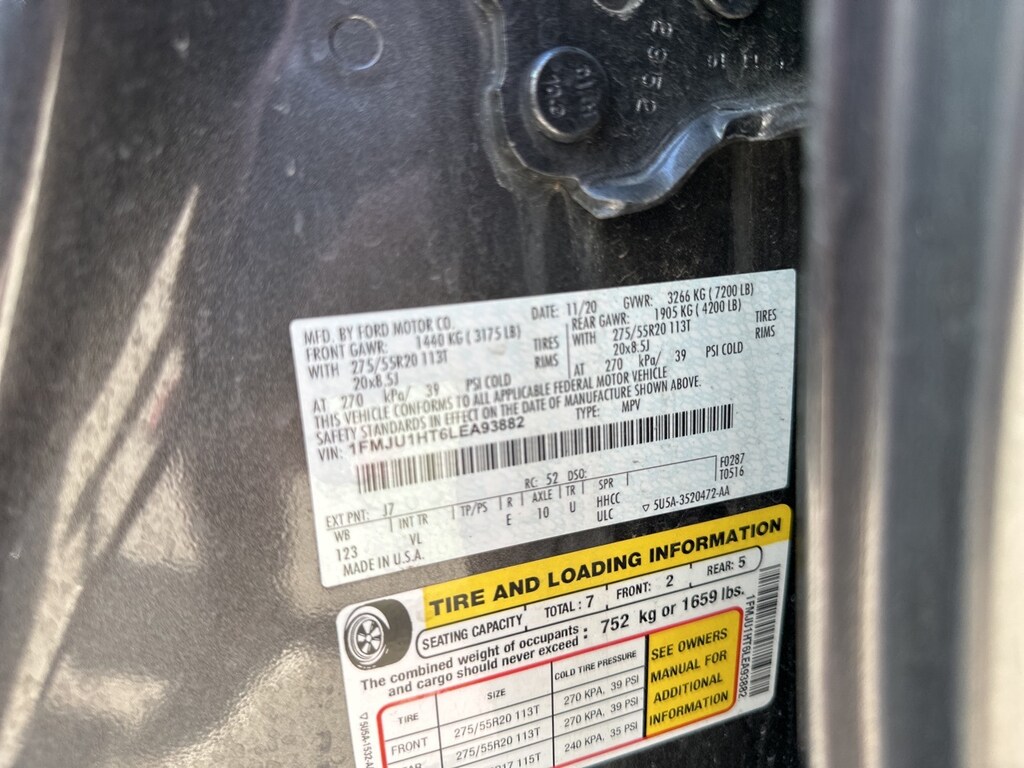 2952
MFD. BY FORD MOTOR CO. DATE: 11/20 GVWR: 3266 KG ( 7200 LB)
FRONT GAWR: 1440 KG ( 3175 LB) REAR GAWR: 1905 KG ( 4200 LB)
WITH 275/55R20 113T TIRES WITH 275/55R20 113T TIRES
20x8.5J RIMS 20x8.5J RIMS
AT 270 kPa/ 39 PSI COLD AT 270 kPa/ 39 PSI COLD
THIS VEHICLE CONFORMS TO ALL APPLICABLE FEDERAL MOTOR VEHICLE
SAFETY STANDARDS IN EFFECT ON THE DATE OF MANUFACTURE SHOWN ABOVE.
VIN: 1FMJU1HT6LEA93882 TYPE: MPV
EXT PNT: J7 RC: 52 DSO: F0287
WB INT TR TP/PS R AXLE TR SPR T0516
123 VL E 10 U HHCC
ULC 5U5A-3520472-AA
MADE IN U.S.A.
TIRE AND LOADING INFORMATION
SEATING CAPACITY TOTAL : 7 FRONT: 2 REAR: 5
The combined weight of occupants and cargo should never exceed : 752 kg or 1659 lbs.
TIRE SIZE COLD TIRE PRESSURE
FRONT 275/55R20 113T 270 KPA, 39 PSI
275/55R20 113T 270 KPA, 39 PSI
115T 240 KPA, 35 PSI
SEE OWNERS
MANUAL FOR
ADDITIONAL
INFORMATION
1FMJU1HT6LEA93882